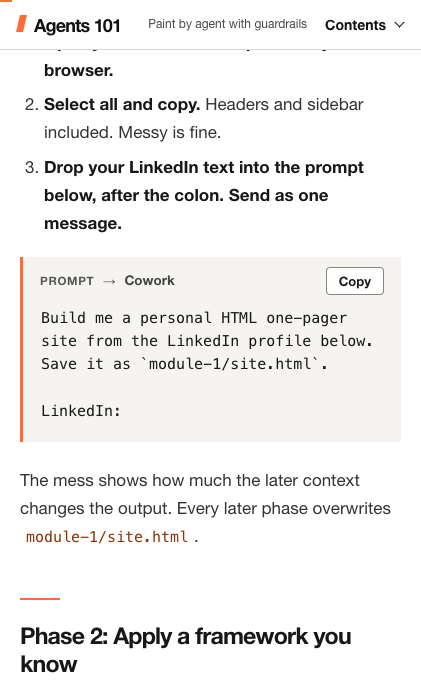 Agents 101
Paint by agent with guardrails
Contents
browser.
2. Select all and copy. Headers and sidebar
included. Messy is fine.
3. Drop your LinkedIn text into the prompt
below, after the colon. Send as one
message.
PROMPT → Cowork
Copy
Build me a personal HTML one-pager
site from the LinkedIn profile below.
Save it as `module-1/site.html`.
LinkedIn:
The mess shows how much the later context
changes the output. Every later phase overwrites
module-1/site.html .
Phase 2: Apply a framework you
know